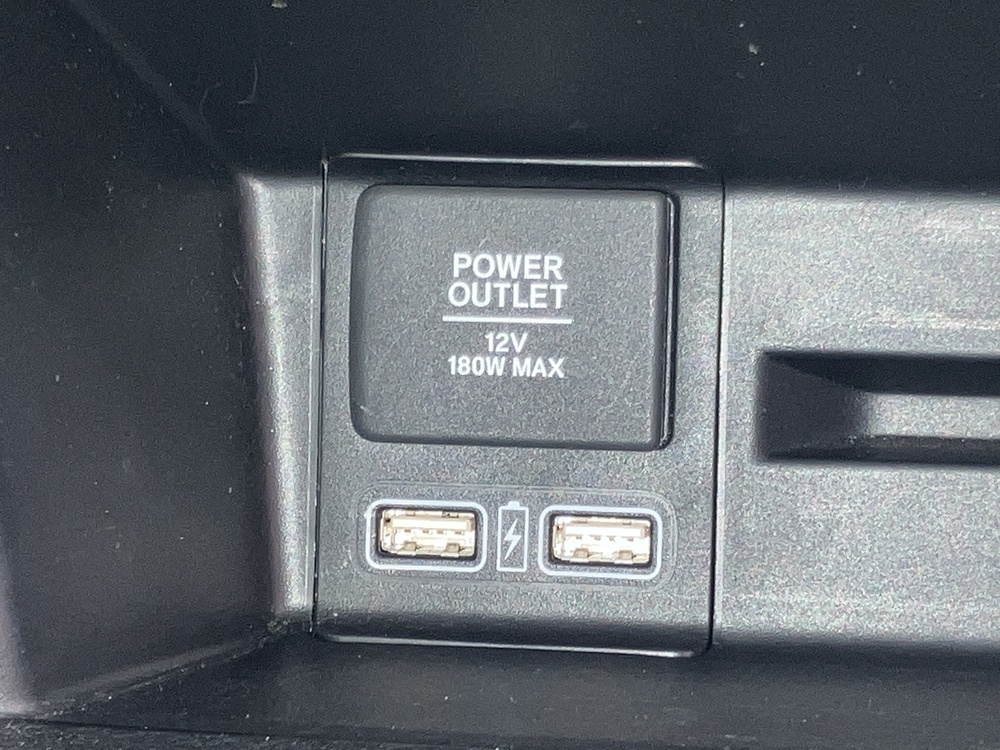 POWER
OUTLET
12V
180W MAX